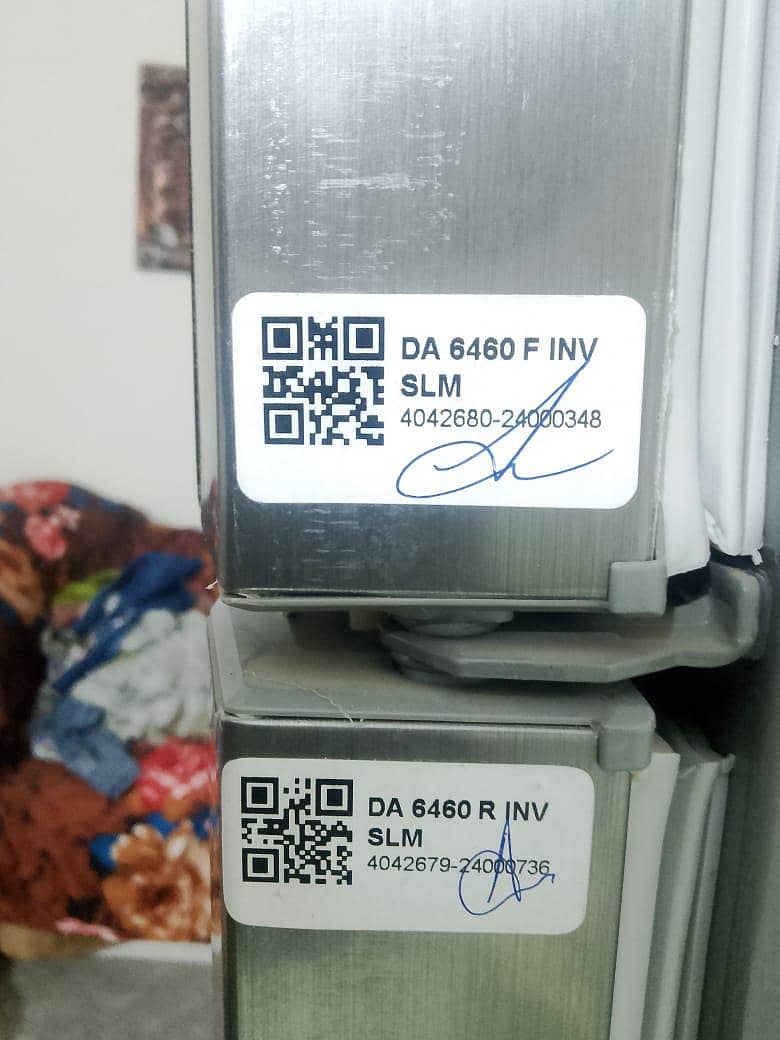 DA 6460 F INV
SLM
4042680-24000348
DA 6460 R INV
SLM
4042679-24000736